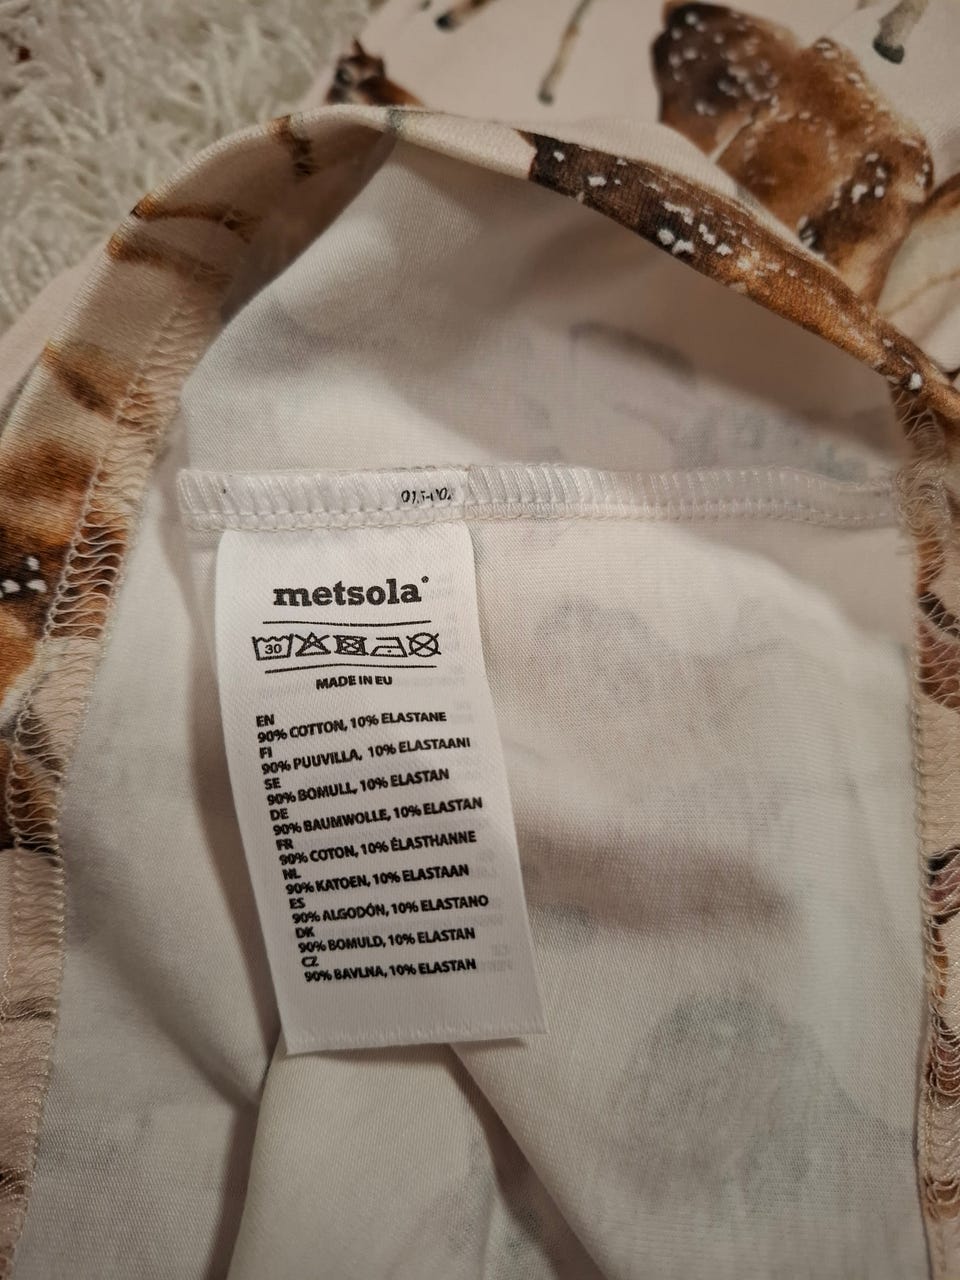 metsola®
30
MADE IN EU
EN
90% COTTON, 10% ELASTANE
FI
90% PUUVILLA, 10% ELASTAANI
SE
90% BOMULL, 10% ELASTAN
DE
90% BAUMWOLLE, 10% ELASTAN
FR
90% COTON, 10% ÉLASTHANNE
NL
90% KATOEN, 10% ELASTAAN
ES
90% ALGODÓN, 10% ELASTANO
DK
90% BOMULD, 10% ELASTAN
CZ
90% BAVLNA, 10% ELASTAN